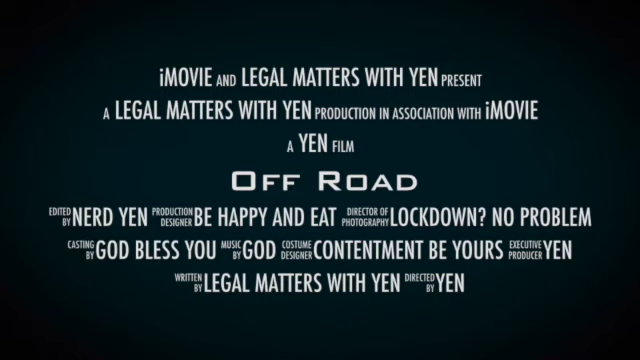 iMOVIE AND LEGAL MATTERS WITH YEN PRESENT
A LEGAL MATTERS WITH YEN PRODUCTION IN ASSOCIATION WITH iMOVIE
A YEN FILM
OFF ROAD
EDITED BY NERD YEN PRODUCTION DESIGNER BE HAPPY AND EAT DIRECTOR OF PHOTOGRAPHY LOCKDOWN? NO PROBLEM
CASTING BY GOD BLESS YOU MUSIC BY GOD COSTUME DESIGNER CONTENTMENT BE YOURS EXECUTIVE PRODUCER YEN
WRITTEN BY LEGAL MATTERS WITH YEN DIRECTED BY YEN